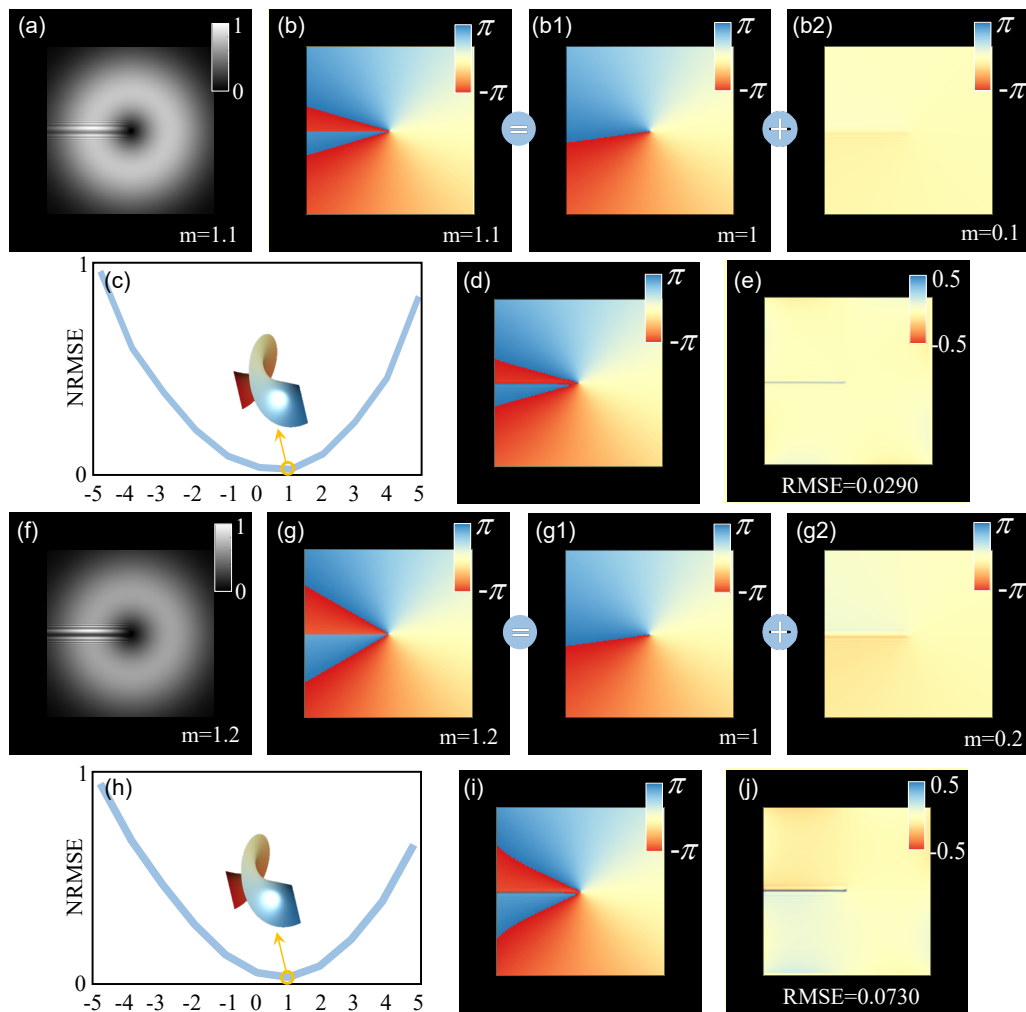 (a) 1 0 m=1.1
(b) π -π m=1.1
=
(b1) π -π m=1
+
(b2) π -π m=0.1
(c) 1 0 NRMSE
-5 -4 -3 -2 -1 0 1 2 3 4 5
(d) π -π
(e) 0.5 -0.5
RMSE=0.0290
(f) 1 0 m=1.2
(g) π -π m=1.2
=
(g1) π -π m=1
+
(g2) π -π m=0.2
(h) 1 0 NRMSE
-5 -4 -3 -2 -1 0 1 2 3 4 5
(i) π -π
(j) 0.5 -0.5
RMSE=0.0730